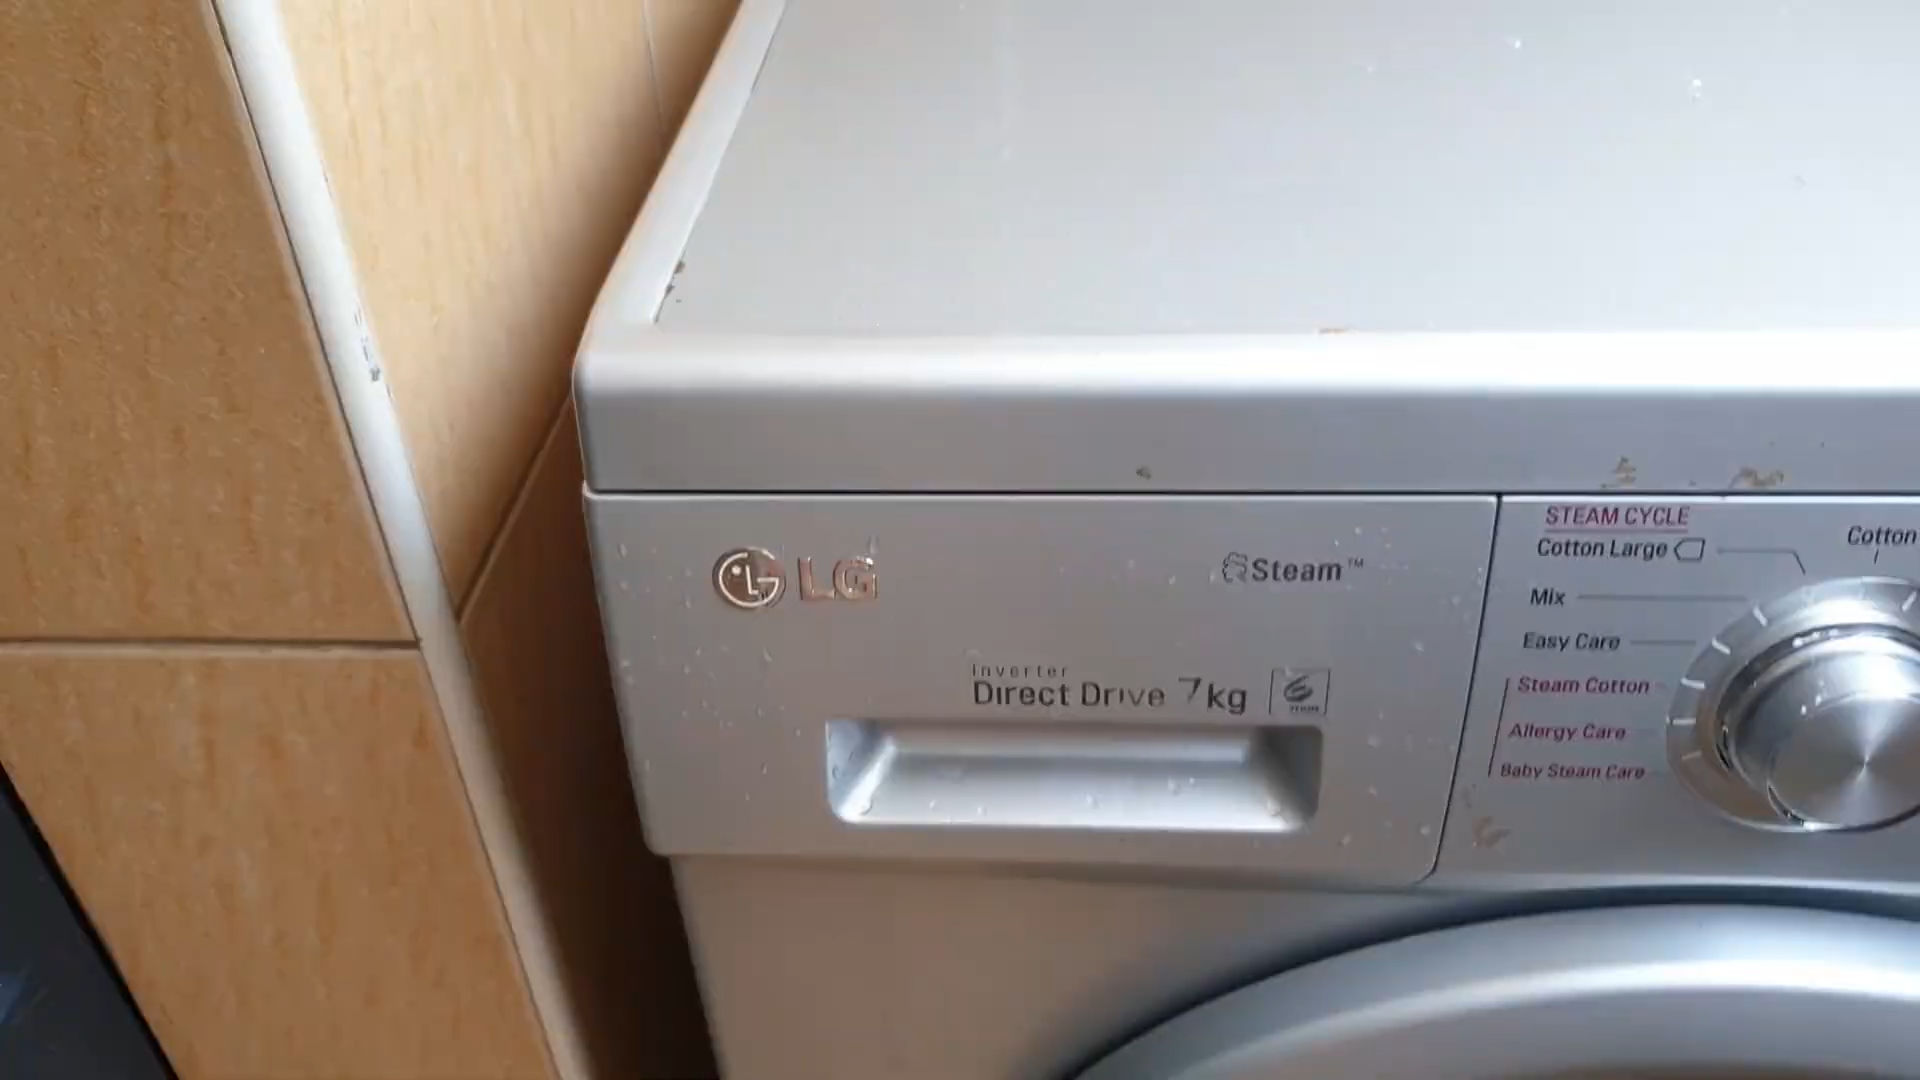 LG
Steam™
Inverter
Direct Drive 7kg
STEAM CYCLE
Cotton Large
Cotton
Mix
Easy Care
Steam Cotton
Allergy Care
Baby Steam Care